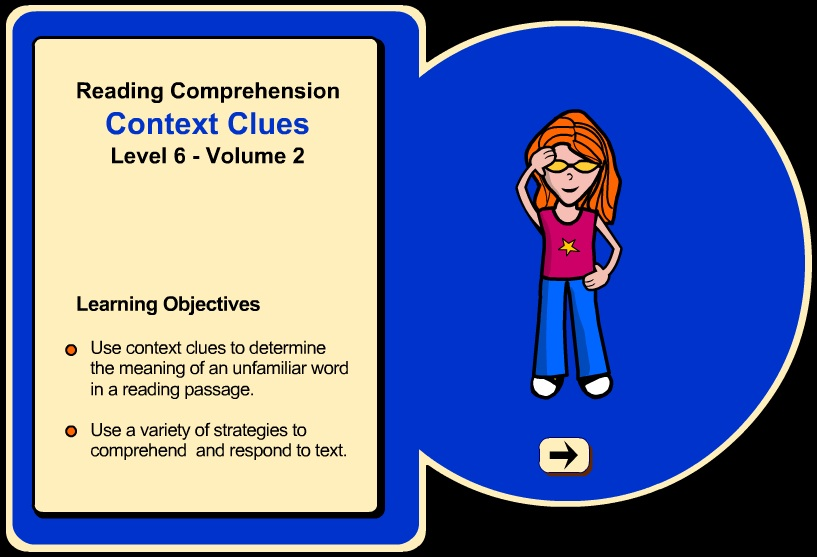 Reading Comprehension
Context Clues
Level 6 - Volume 2
Learning Objectives
Use context clues to determine
the meaning of an unfamiliar word
in a reading passage.
Use a variety of strategies to
comprehend  and respond to text.